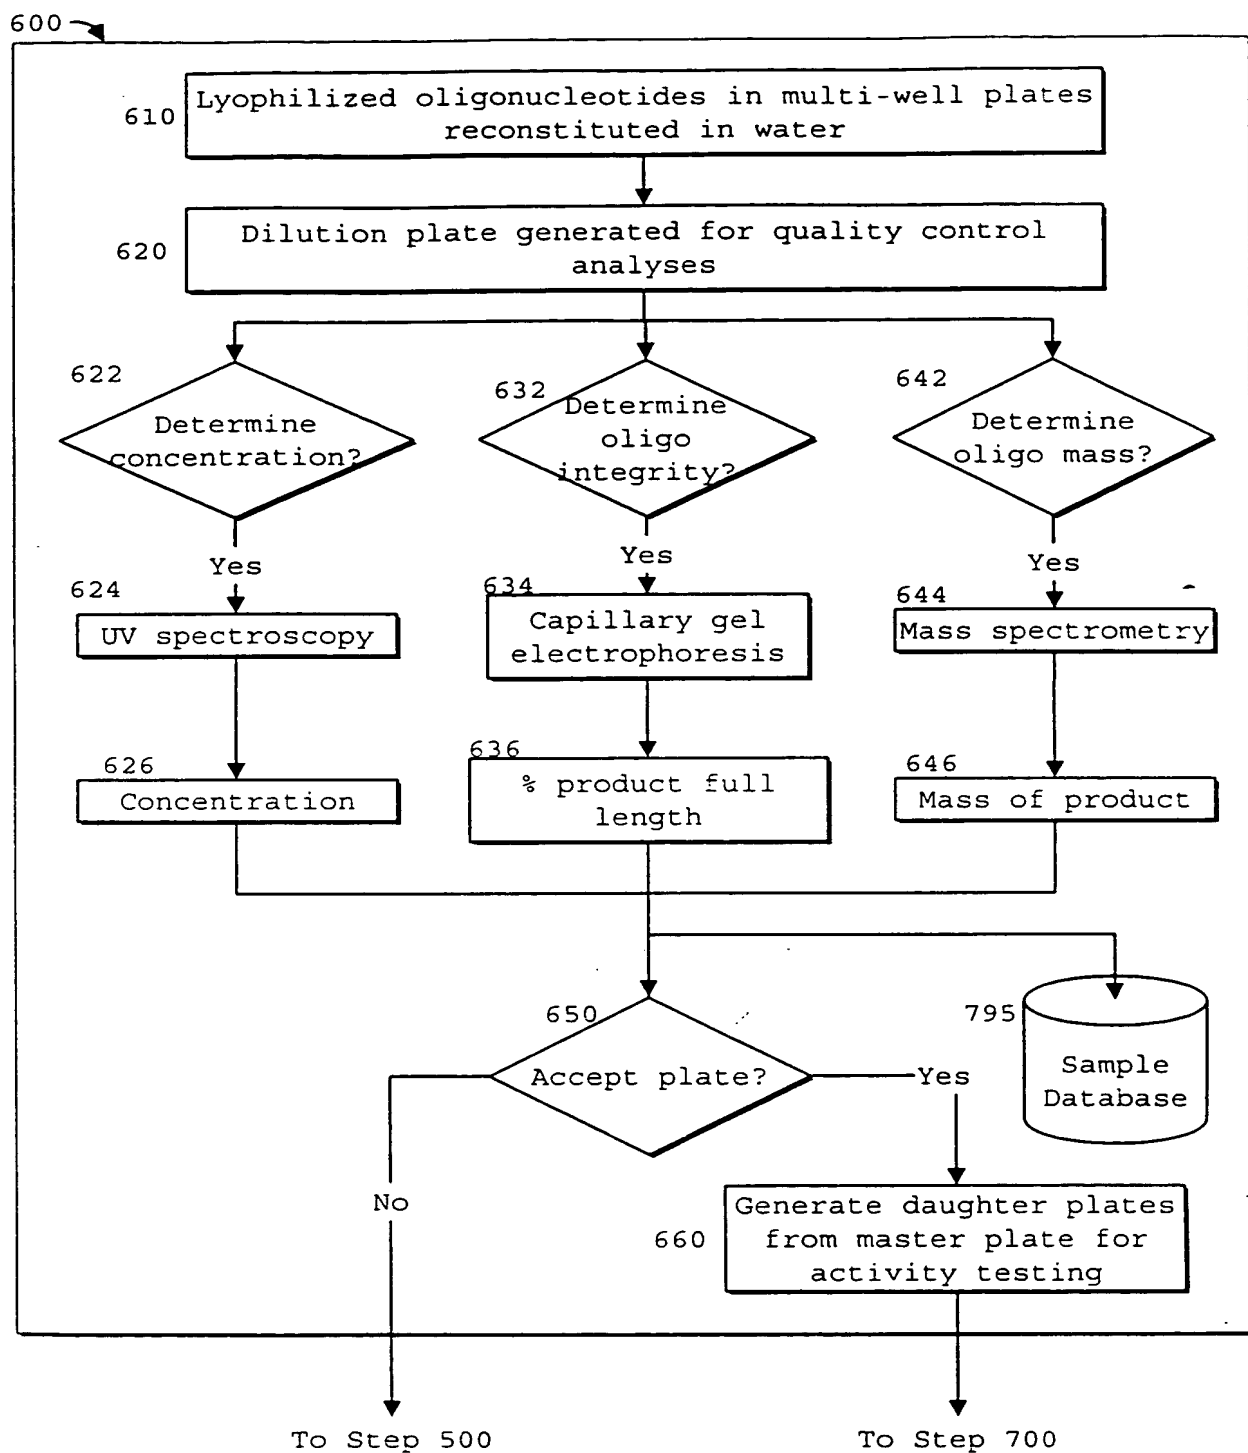 600
610
Lyophilized oligonucleotides in multi-well plates
reconstituted in water
620
Dilution plate generated for quality control
analyses
622
Determine
concentration?
632
Determine
oligo
integrity?
642
Determine
oligo mass?
Yes
Yes
Yes
624
UV spectroscopy
634
Capillary gel
electrophoresis
644
Mass spectrometry
626
Concentration
636
% product full
length
646
Mass of product
650
Accept plate?
Yes
795
Sample
Database
No
660
Generate daughter plates
from master plate for
activity testing
To Step 500
To Step 700